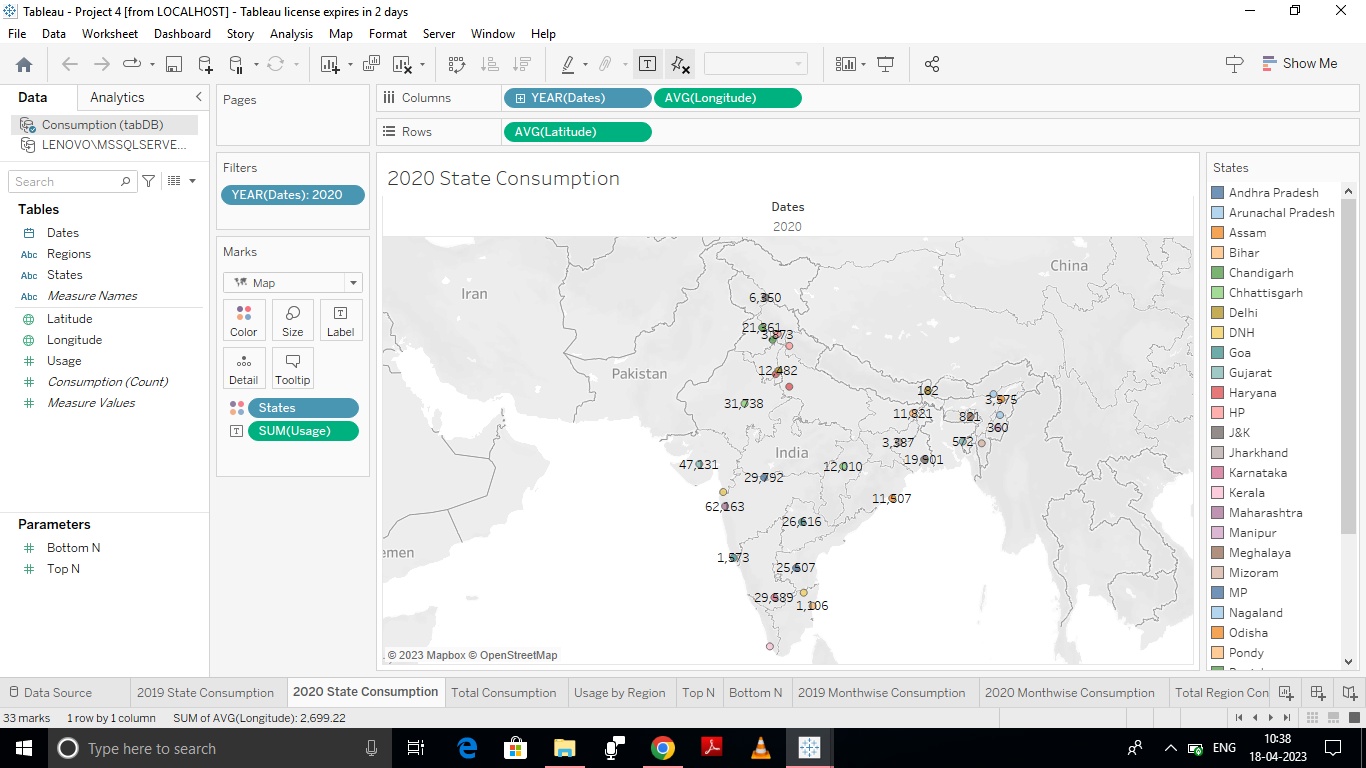 Tableau - Project 4 [from LOCALHOST] - Tableau license expires in 2 days
File Data Worksheet Dashboard Story Analysis Map Format Server Window Help
Show Me
Data Analytics
Consumption (tabDB)
LENOVO\MSSQLSERVE...
Search
Tables
Dates
Abc Regions
Abc States
Abc Measure Names
Latitude
Longitude
Usage
Consumption (Count)
Measure Values
Parameters
Bottom N
Top N
Pages
Filters
YEAR(Dates): 2020
Marks
Map
Color Size Label
Detail Tooltip
States
SUM(Usage)
Columns YEAR(Dates) AVG(Longitude)
Rows AVG(Latitude)
2020 State Consumption
Dates
2020
China
Iran
6,350
21,361
3,873
Pakistan
12,482
182
3,575
31,738
11,821
821
360
3,387
572
India
19,901
47,131
12,010
29,792
11,507
62,163
26,616
emen
1,573
25,507
29,589
1,106
© 2023 Mapbox © OpenStreetMap
States
Andhra Pradesh
Arunachal Pradesh
Assam
Bihar
Chandigarh
Chhattisgarh
Delhi
DNH
Goa
Gujarat
Haryana
HP
J&K
Jharkhand
Karnataka
Kerala
Maharashtra
Manipur
Meghalaya
Mizoram
MP
Nagaland
Odisha
Pondy
Data Source 2019 State Consumption 2020 State Consumption Total Consumption Usage by Region Top N Bottom N 2019 Monthwise Consumption 2020 Monthwise Consumption Total Region Con
33 marks 1 row by 1 column SUM of AVG(Longitude): 2,699.22
Type here to search
ENG
10:38
18-04-2023